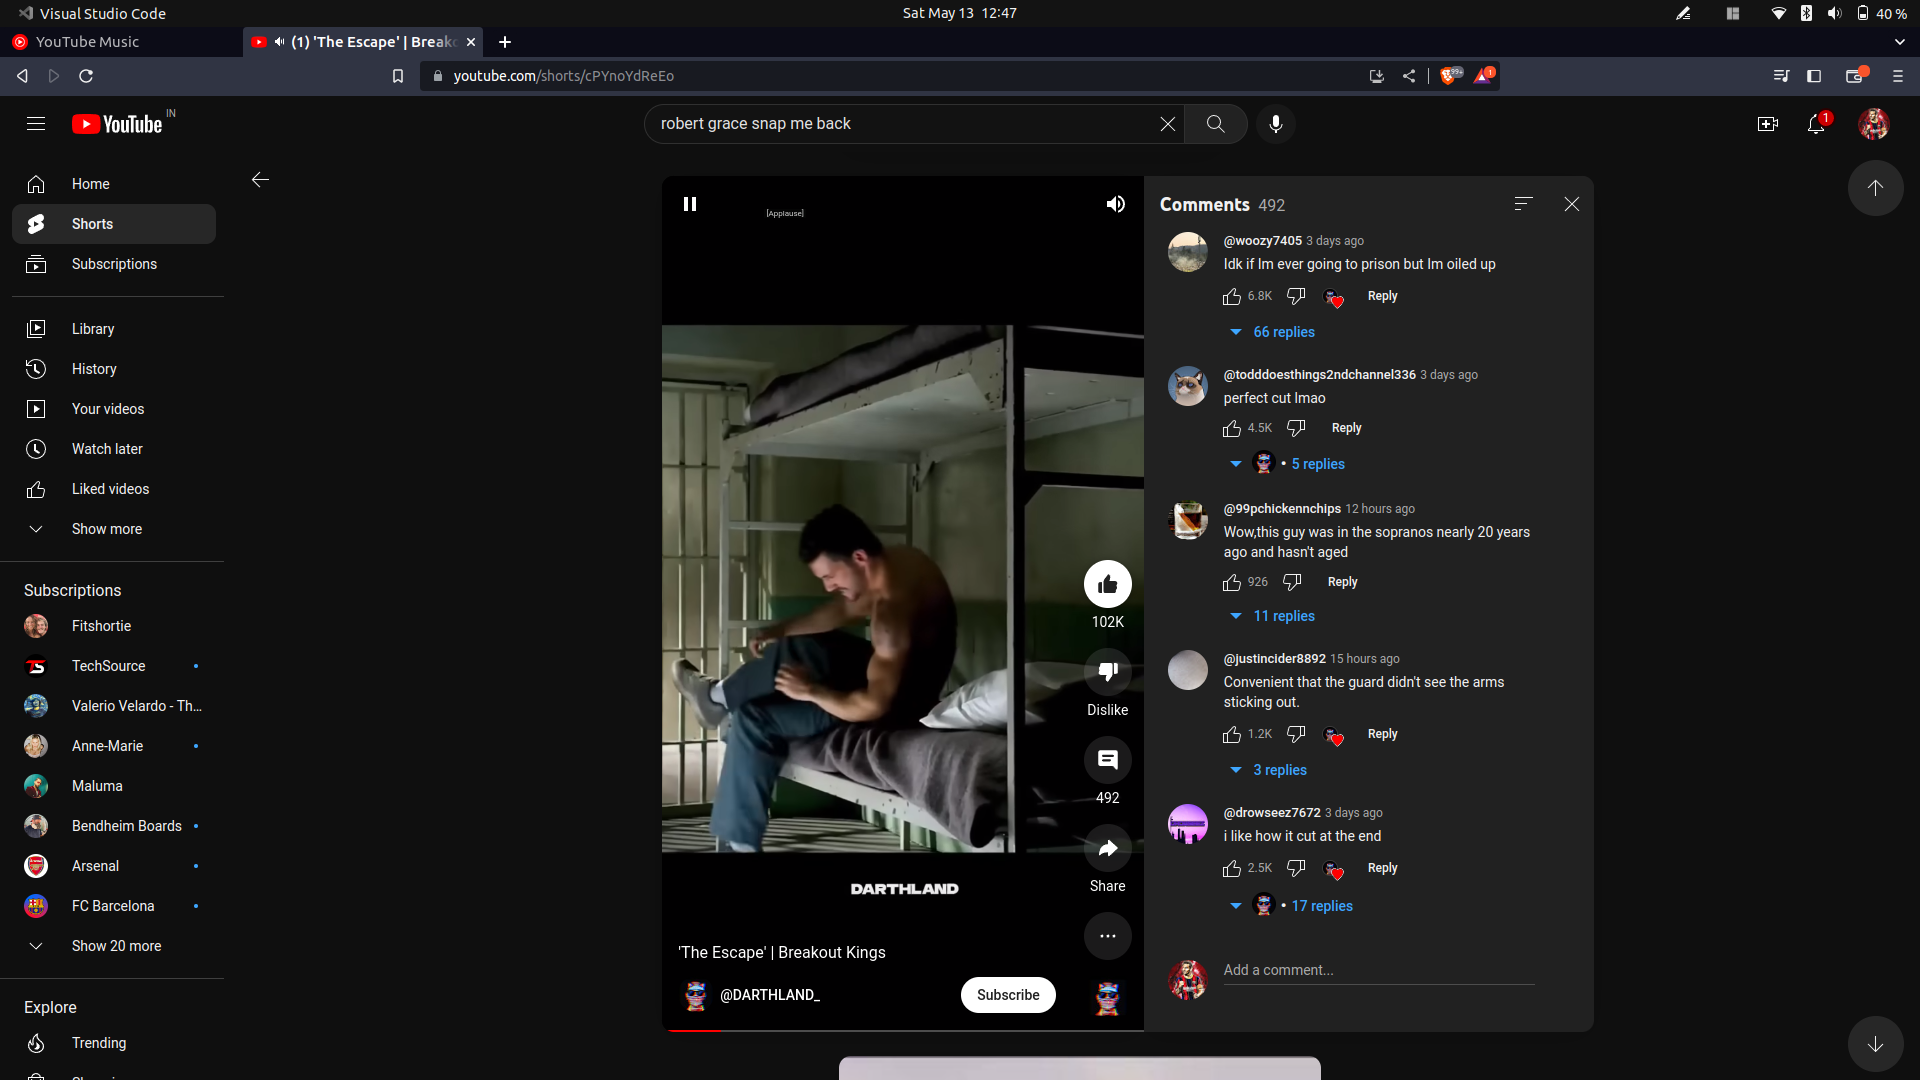 Visual Studio Code
Sat May 13 12:47
40 %
YouTube Music
(1) 'The Escape' | Breako
youtube.com/shorts/cPYnoYdReEo
99+
1
YouTube
IN
robert grace snap me back
1
Home
Shorts
Subscriptions
Library
History
Your videos
Watch later
Liked videos
Show more
Subscriptions
Fitshortie
TechSource
Valerio Velardo - Th...
Anne-Marie
Maluma
Bendheim Boards
Arsenal
FC Barcelona
Show 20 more
Explore
Trending
[Applause]
102K
Dislike
492
Share
DARTHLAND
'The Escape' | Breakout Kings
@DARTHLAND_
Subscribe
Comments 492
@woozy7405 3 days ago
Idk if Im ever going to prison but Im oiled up
6.8K
Reply
66 replies
@todddoesthings2ndchannel336 3 days ago
perfect cut lmao
4.5K
Reply
• 5 replies
@99pchickennchips 12 hours ago
Wow,this guy was in the sopranos nearly 20 years
ago and hasn't aged
926
Reply
11 replies
@justincider8892 15 hours ago
Convenient that the guard didn't see the arms
sticking out.
1.2K
Reply
3 replies
@drowseez7672 3 days ago
i like how it cut at the end
2.5K
Reply
• 17 replies
Add a comment...